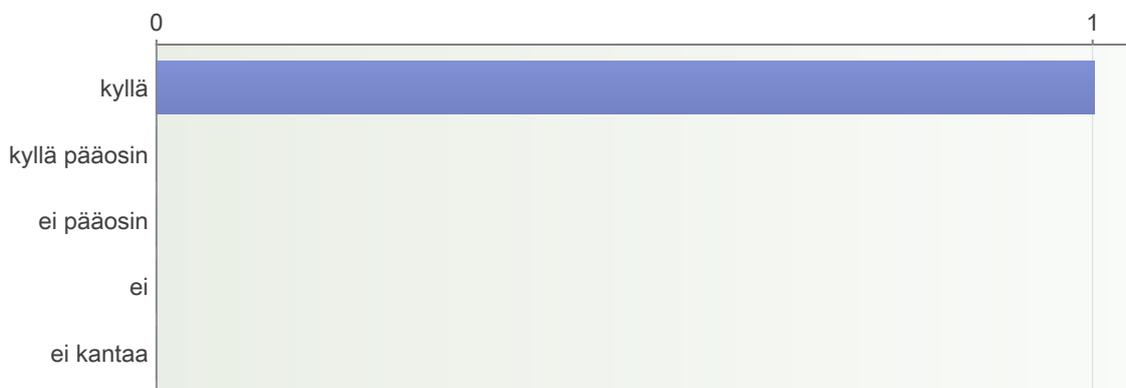 0 1
kyllä
kyllä pääosin
ei pääosin
ei
ei kantaa